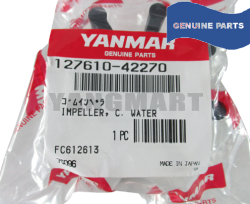 GENUINE PARTS
YANMAR
GENUINE PARTS
127610-42270
ゴームインペラ
IMPELLER, C. WATER
1 PC
YANGMART
FC612613
MADE IN JAPAN